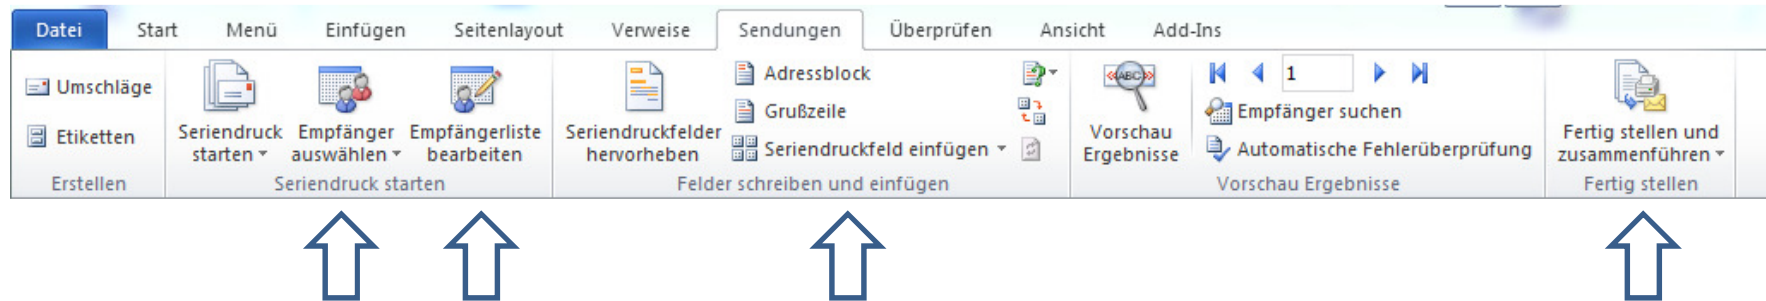 Datei Start Menü Einfügen Seitenlayout Verweise Sendungen Überprüfen Ansicht Add-Ins
Umschläge
Etiketten
Erstellen
Seriendruck
starten
Empfänger
auswählen
Empfängerliste
bearbeiten
Seriendruck starten
Seriendruckfelder
hervorheben
Adressblock
Grußzeile
Seriendruckfeld einfügen
Felder schreiben und einfügen
«ABC»
Vorschau
Ergebnisse
1
Empfänger suchen
Automatische Fehlerüberprüfung
Vorschau Ergebnisse
Fertig stellen und
zusammenführen
Fertig stellen